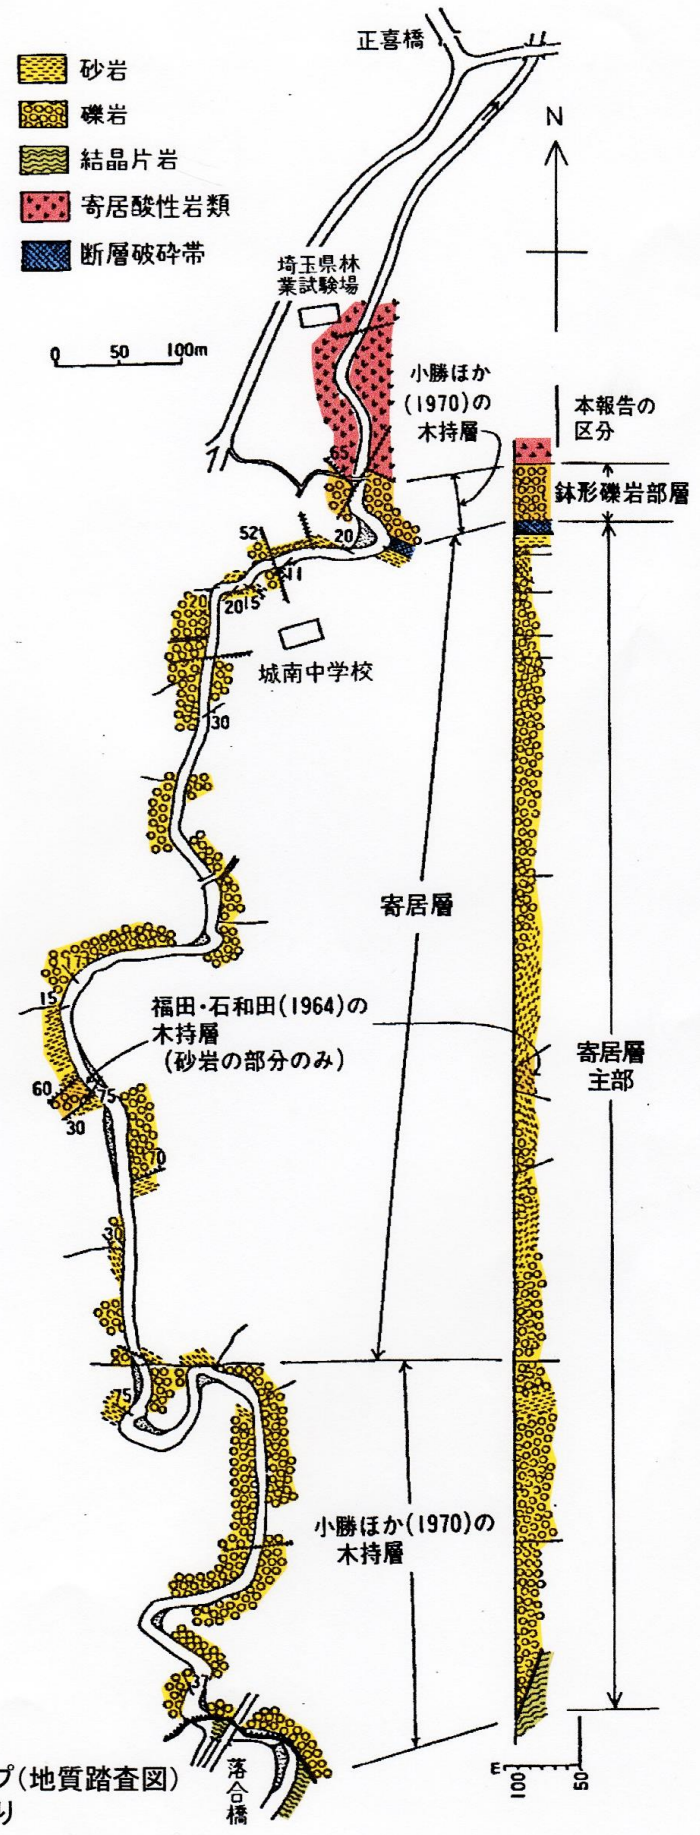 正喜橋
砂岩
礫岩
結晶片岩
寄居酸性岩類
断層破砕帯
N
埼玉県林
業試験場
0 50 100m
小勝ほか
(1970)の
木持層
本報告の
区分
65
鉢形礫岩部層
52
20
11
20
20
15
城南中学校
30
寄居層
77
15
福田・石和田(1964)の
木持層
(砂岩の部分のみ)
寄居層
主部
60
75
30
70
30
75
小勝ほか(1970)の
木持層
37
プ(地質踏査図)
り
落合橋
100
50